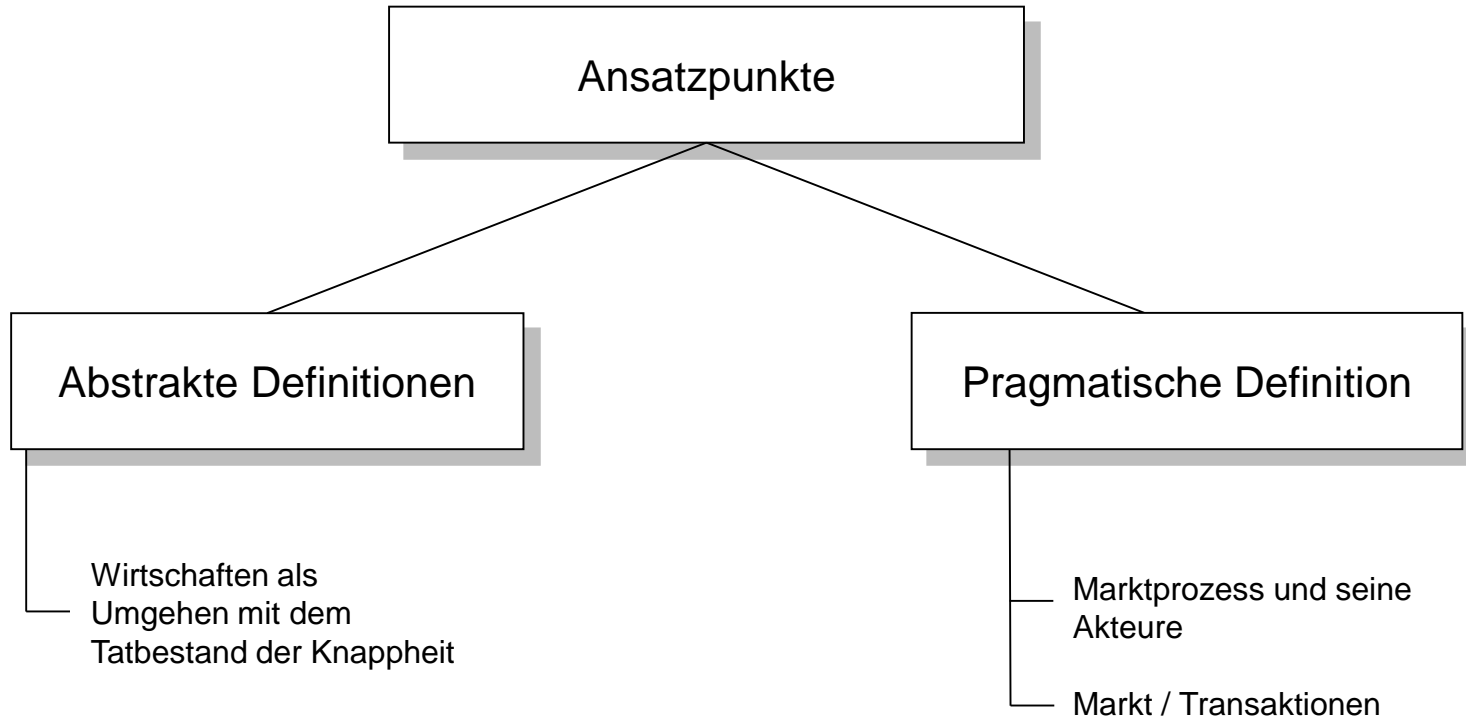 Ansatzpunkte
Abstrakte Definitionen
Pragmatische Definition
Wirtschaften als
Umgehen mit dem
Tatbestand der Knappheit
Marktprozess und seine
Akteure
Markt / Transaktionen